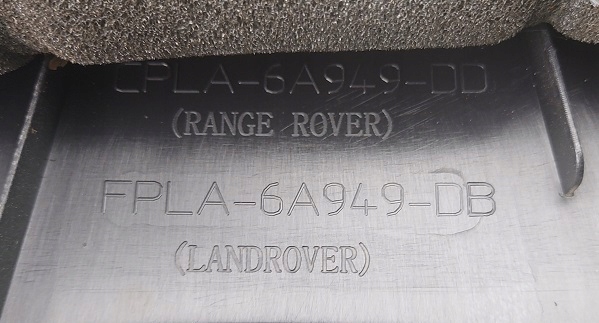 CPLA-6A949-DD
(RANGE ROVER)
FPLA-6A949-DB
(LANDROVER)